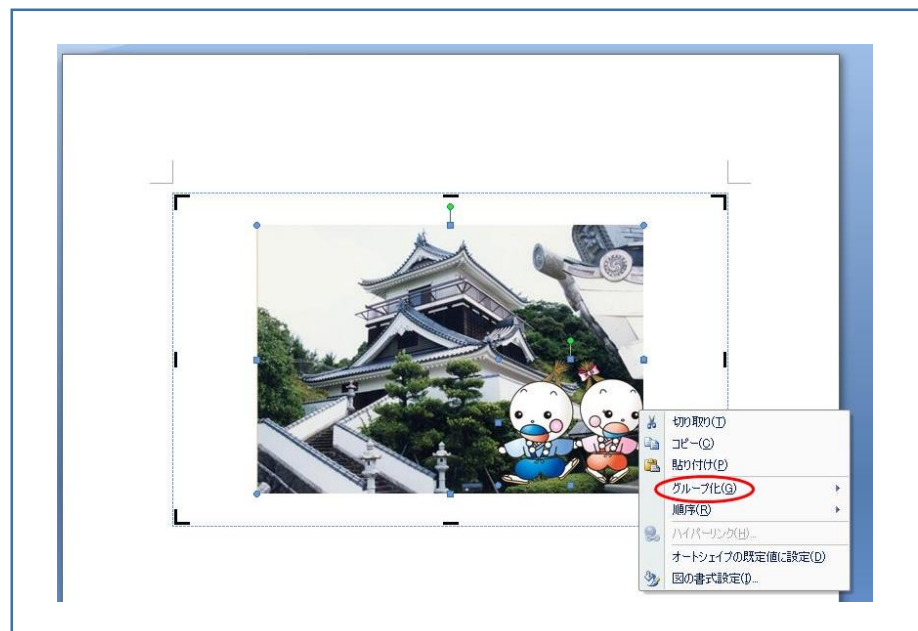 切り取り(T)
コピー(C)
貼り付け(P)
グループ化(G)
順序(R)
ハイパーリンク(H)...
オートシェイプの既定値に設定(D)
図の書式設定(I)...